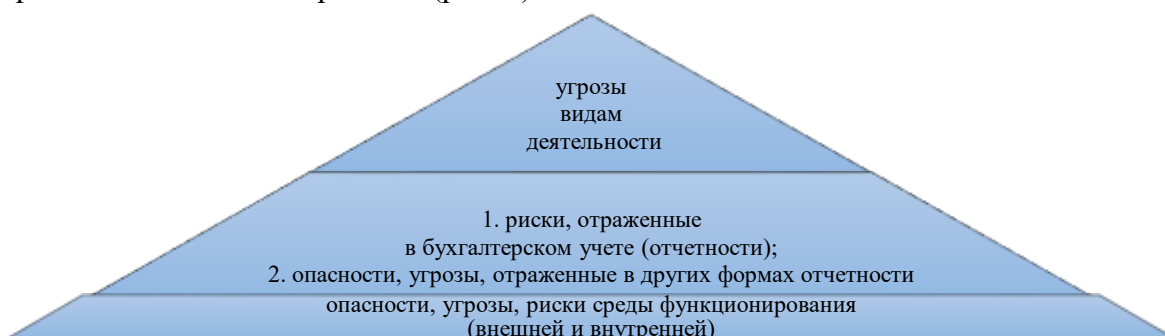 угрозы
видам
деятельности
1. риски, отраженные
в бухгалтерском учете (отчетности);
2. опасности, угрозы, отраженные в других формах отчетности
опасности, угрозы, риски среды функционирования
(внешней и внутренней)